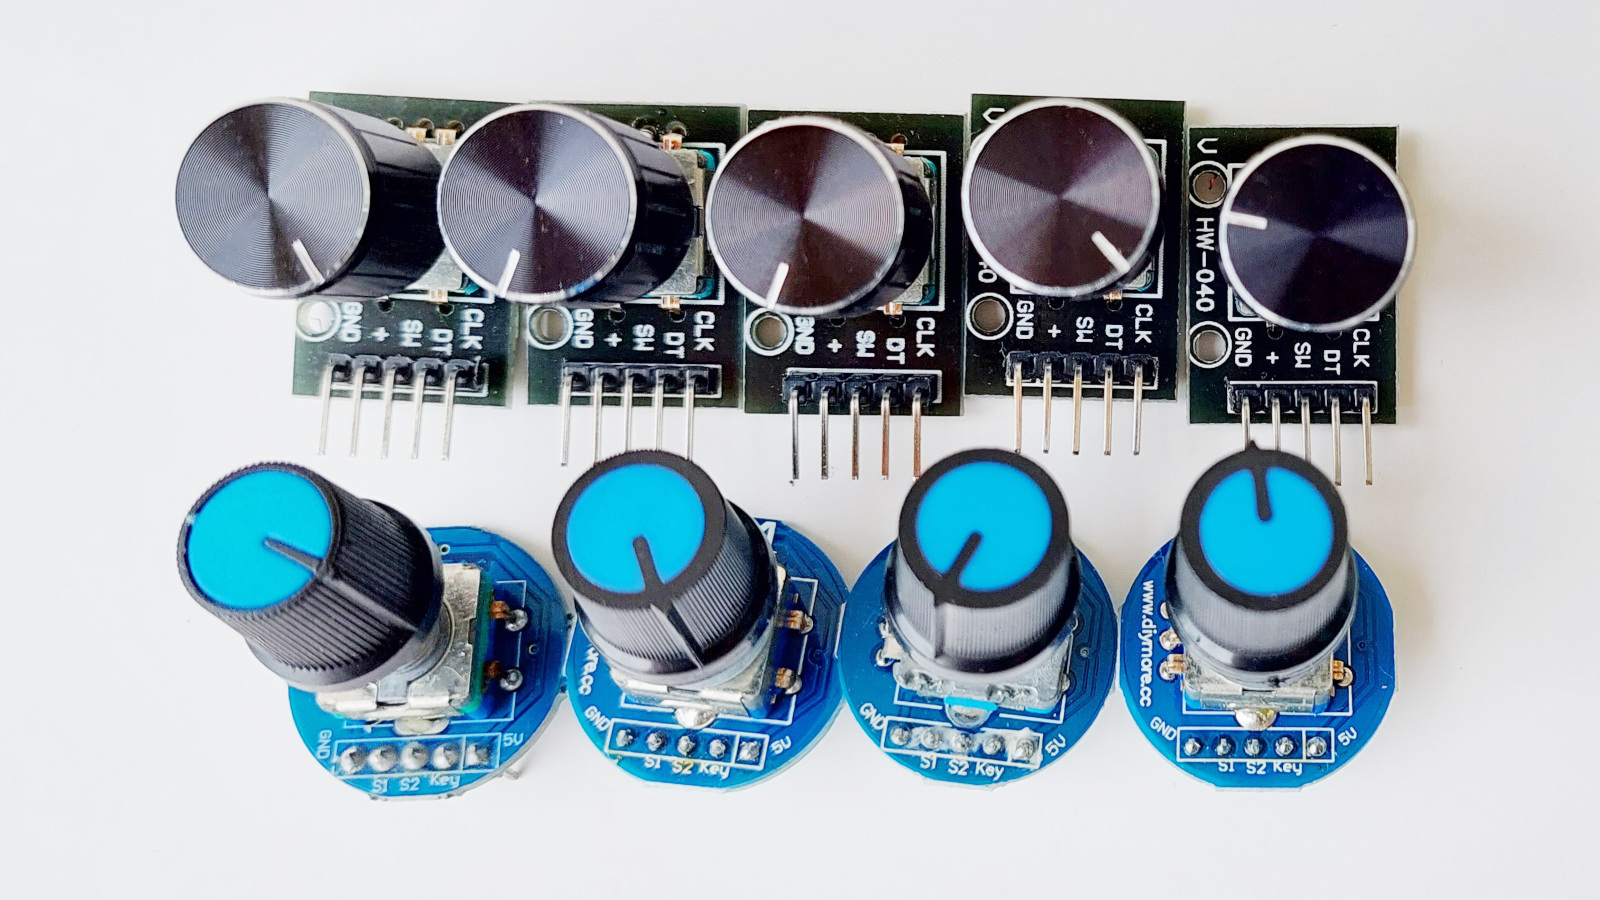 GND + SW DT CLK
GND + SW DT CLK
GND + SW DT CLK
GND + SW DT CLK
HW-040
GND + SW DT CLK
GND
S1 S2 Key
5V
GND
S1 S2 Key
5V
GND
S1 S2 Key
5V
www.diymore.cc
GND
S1 S2 Key
5V